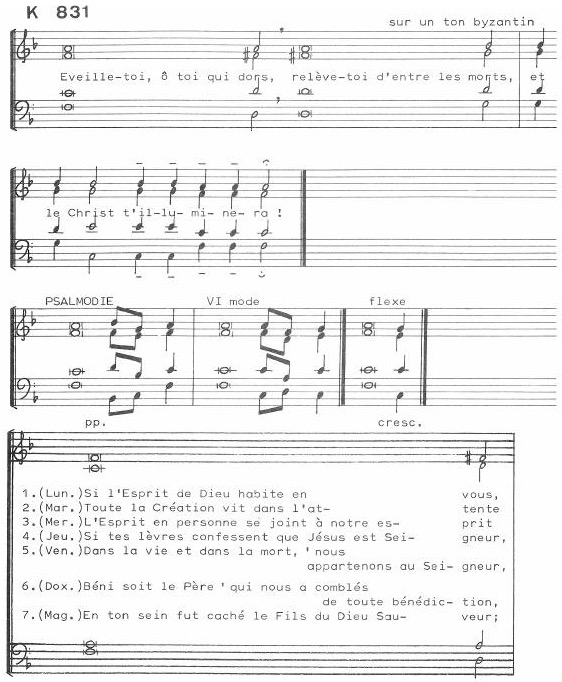 K 831
sur un ton byzantin
Eveille-toi, ô toi qui dors, relève-toi d'entre les morts, et
le Christ t'il-lu- mi- ne- ra !
PSALMODIE VI mode flexe
pp. cresc.
1.(Lun.)Si l'Esprit de Dieu habite en vous,
2.(Mar.)Toute la Création vit dans l'at- tente
3.(Mer.)L'Esprit en personne se joint à notre es- prit
4.(Jeu.)Si tes lèvres confessent que Jésus est Sei- gneur,
5.(Ven.)Dans la vie et dans la mort, ' nous
appartenons au Sei- gneur,
6.(Dox.)Béni soit le Père ' qui nous a comblés
de toute bénédic- tion,
7.(Mag.)En ton sein fut caché le Fils du Dieu Sau- veur;